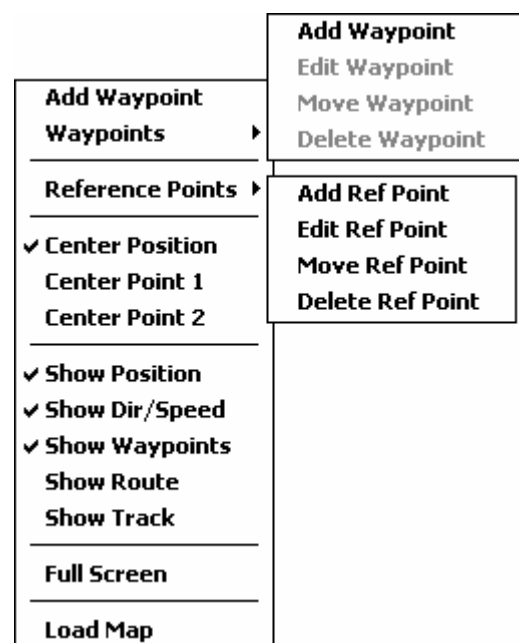 Add Waypoint
Waypoints
Reference Points
Center Position
Center Point 1
Center Point 2
Show Position
Show Dir/Speed
Show Waypoints
Show Route
Show Track
Full Screen
Load Map
Add Waypoint
Edit Waypoint
Move Waypoint
Delete Waypoint
Add Ref Point
Edit Ref Point
Move Ref Point
Delete Ref Point